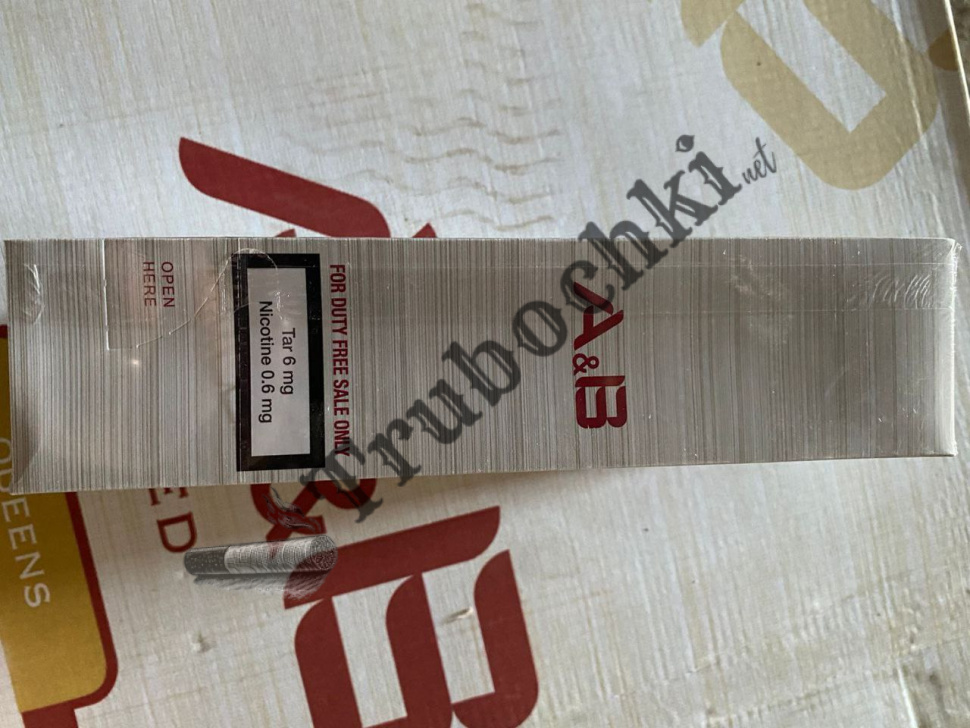 OPEN
HERE
Tar 6 mg
Nicotine 0.6 mg
FOR DUTY FREE SALE ONLY
A&B
Trubochki.net
QUEENS